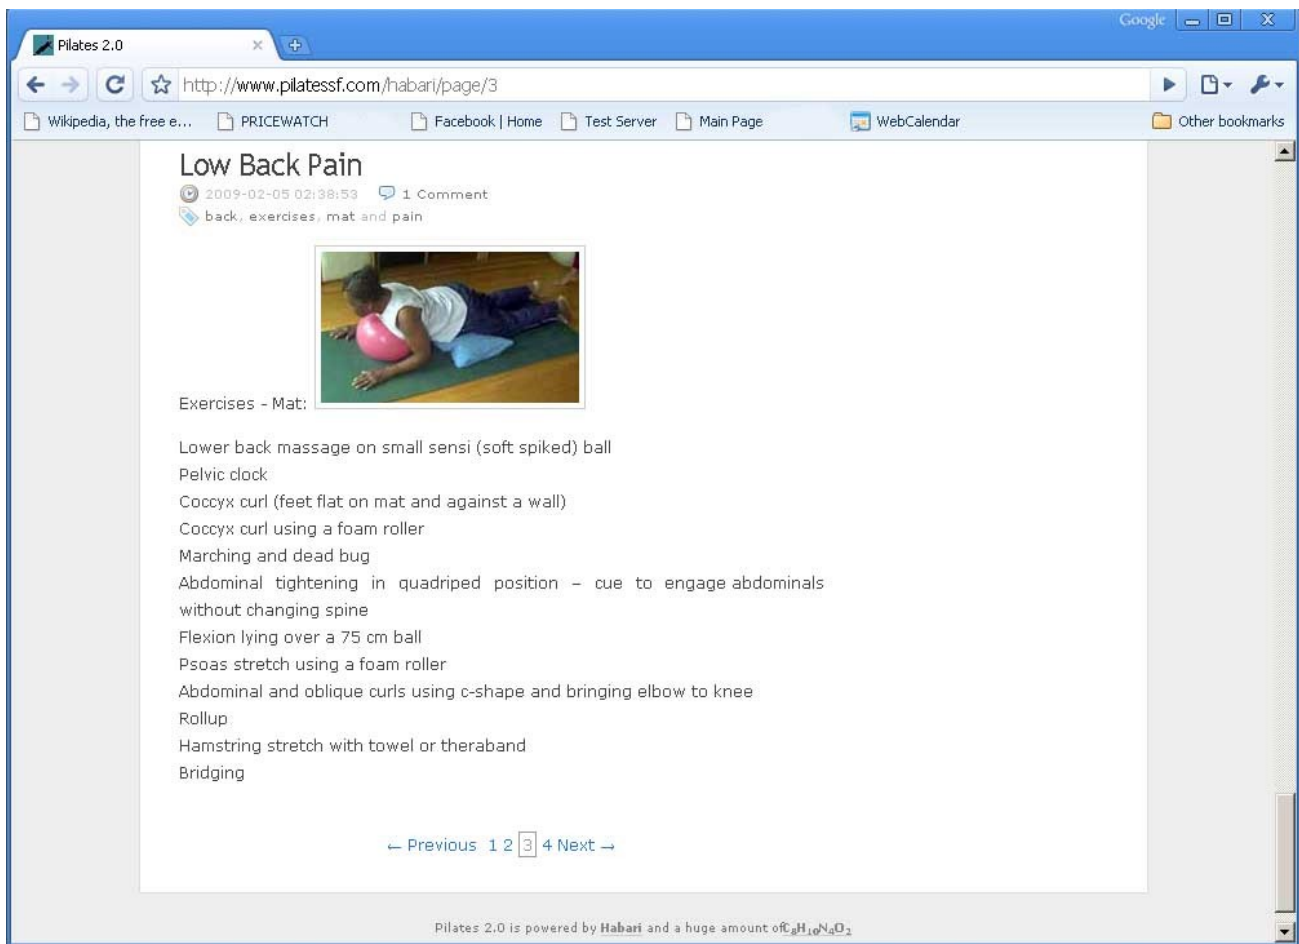 Google
Pilates 2.0
http://www.pilatessf.com/habari/page/3
Wikipedia, the free e... PRICEWATCH Facebook | Home Test Server Main Page WebCalendar Other bookmarks
Low Back Pain
2009-02-05 02:38:53 1 Comment
back, exercises, mat and pain
Exercises - Mat:
Lower back massage on small sensi (soft spiked) ball
Pelvic clock
Coccyx curl (feet flat on mat and against a wall)
Coccyx curl using a foam roller
Marching and dead bug
Abdominal tightening in quadriped position – cue to engage abdominals
without changing spine
Flexion lying over a 75 cm ball
Psoas stretch using a foam roller
Abdominal and oblique curls using c-shape and bringing elbow to knee
Rollup
Hamstring stretch with towel or theraband
Bridging
← Previous 1 2 3 4 Next →
Pilates 2.0 is powered by Habari and a huge amount of C₈H₁₀N₄O₂